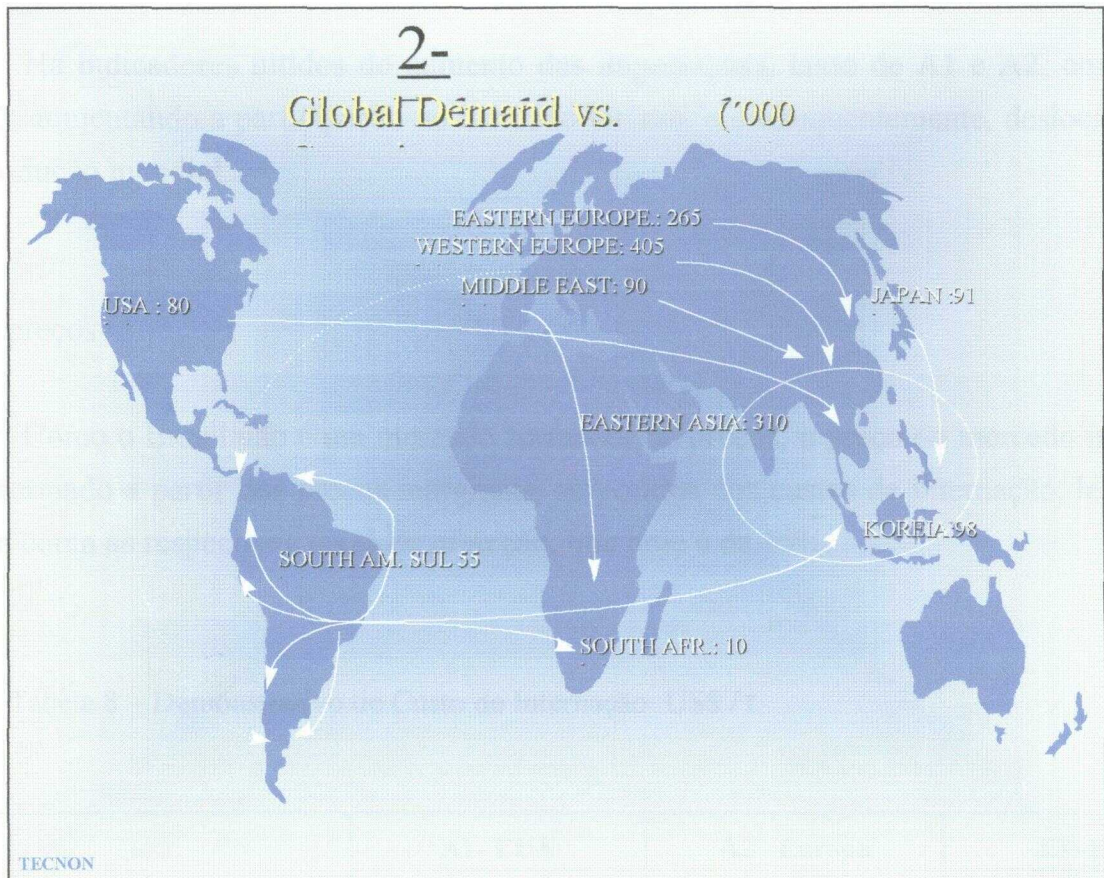 2-
Global Demand vs. ('000
EASTERN EUROPE.: 265
WESTERN EUROPE: 405
MIDDLE EAST: 90
USA : 80
JAPAN :91
EASTERN ASIA: 310
KOREIA:98
SOUTH AM. SUL 55
SOUTH AFR.: 10
TECNON